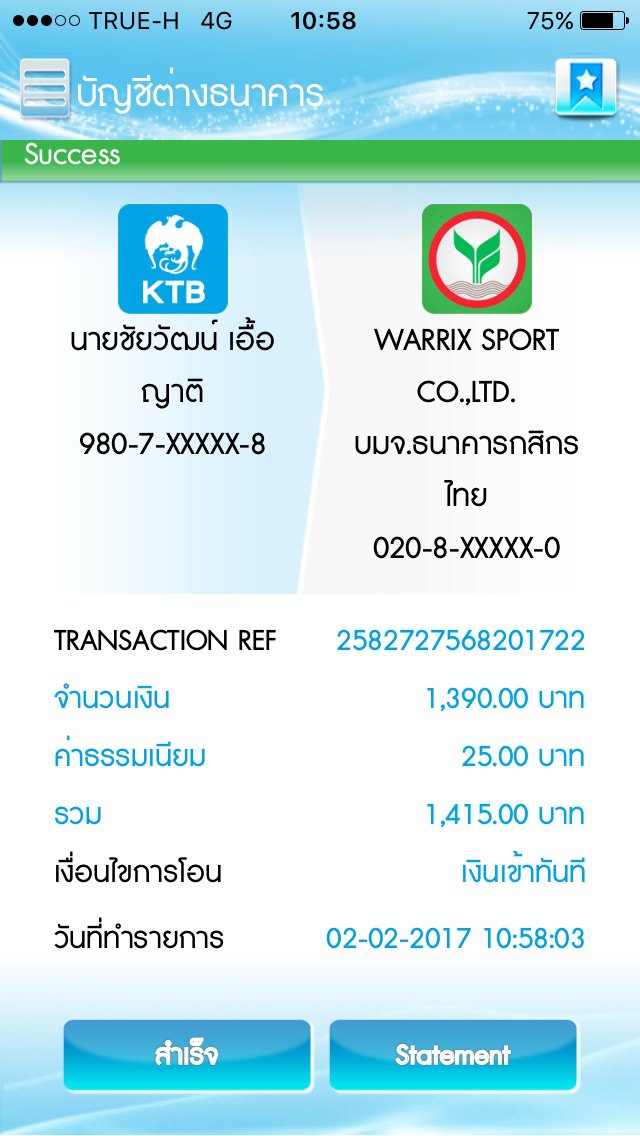 TRUE-H 4G 10:58 75%
บัญชีต่างธนาคาร
Success
KTB
นายชัยวัฒน์ เอื้อ
ญาติ
980-7-XXXXX-8
WARRIX SPORT
CO.,LTD.
บมจ.ธนาคารกสิกร
ไทย
020-8-XXXXX-0
TRANSACTION REF 2582727568201722
จำนวนเงิน 1,390.00 บาท
ค่าธรรมเนียม 25.00 บาท
รวม 1,415.00 บาท
เงื่อนไขการโอน เงินเข้าทันที
วันที่ทำรายการ 02-02-2017 10:58:03
สำเร็จ Statement